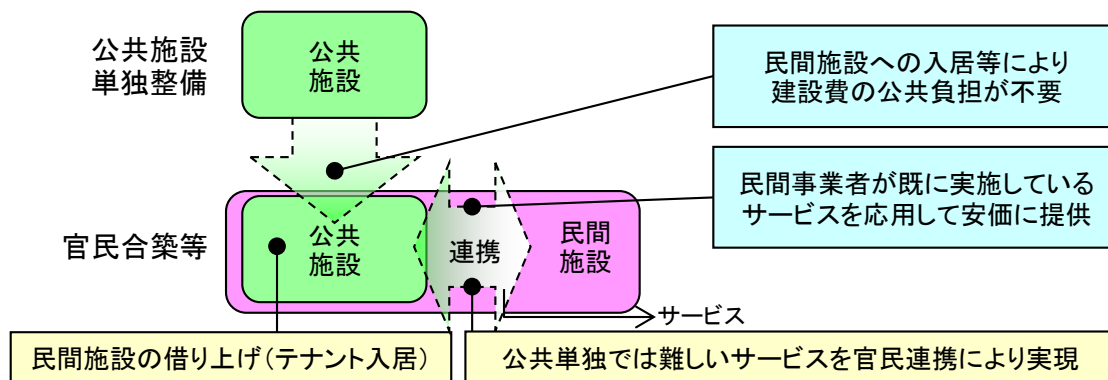 公共施設
単独整備
公共
施設
民間施設への入居等により
建設費の公共負担が不要
民間事業者が既に実施している
サービスを応用して安価に提供
官民合築等
公共
施設
連携
民間
施設
サービス
民間施設の借り上げ（テナント入居）
公共単独では難しいサービスを官民連携により実現